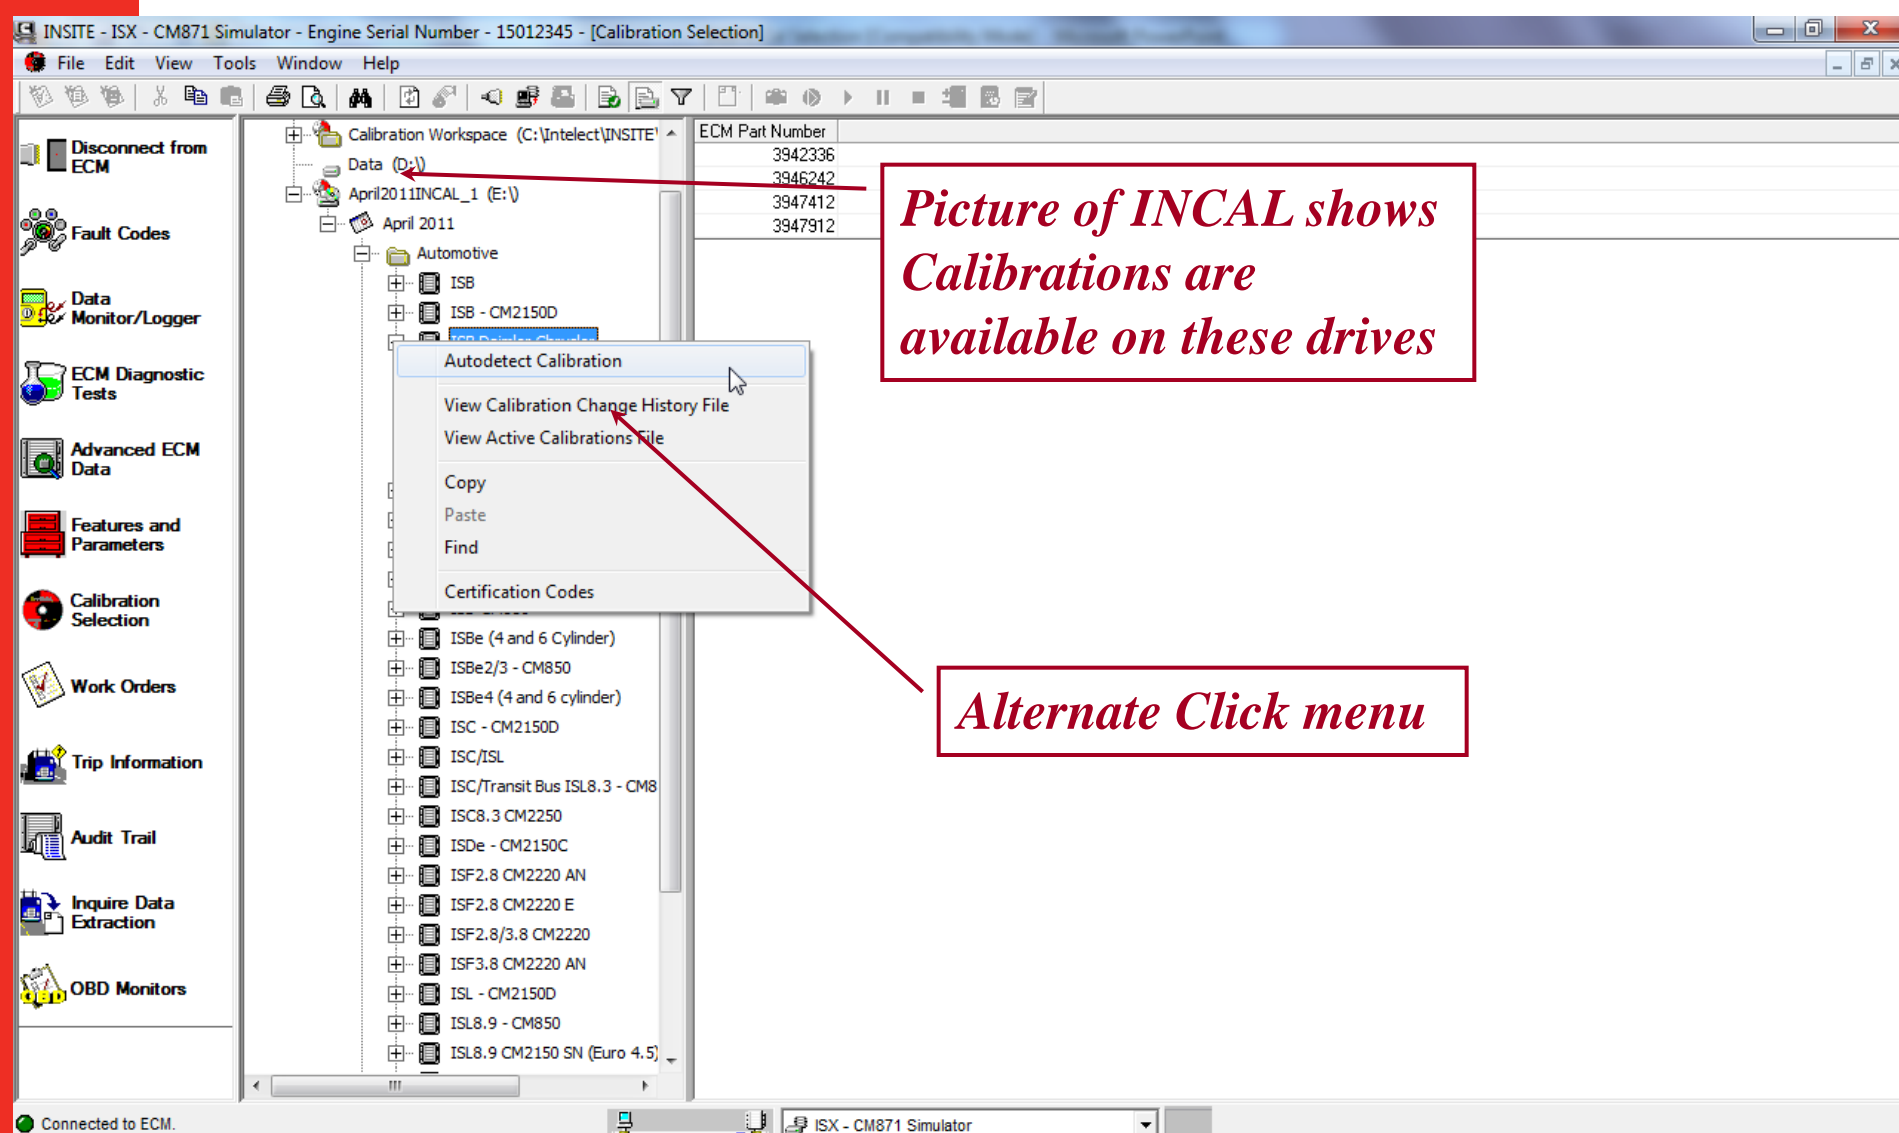 INSITE - ISX - CM871 Simulator - Engine Serial Number - 15012345 - [Calibration Selection]
File Edit View Tools Window Help
Disconnect from
ECM
Fault Codes
Data
Monitor/Logger
ECM Diagnostic
Tests
Advanced ECM
Data
Features and
Parameters
Calibration
Selection
Work Orders
Trip Information
Audit Trail
Inquire Data
Extraction
OBD Monitors
Calibration Workspace (C:\Intelect\INSITE\
Data (D:\)
April2011INCAL_1 (E:\)
April 2011
Automotive
ISB
ISB - CM2150D
ISB Daimler Chrysler
Autodetect Calibration
View Calibration Change History File
View Active Calibrations File
Copy
Paste
Find
Certification Codes
ISBe (4 and 6 Cylinder)
ISBe2/3 - CM850
ISBe4 (4 and 6 cylinder)
ISC - CM2150D
ISC/ISL
ISC/Transit Bus ISL8.3 - CM8
ISC8.3 CM2250
ISDe - CM2150C
ISF2.8 CM2220 AN
ISF2.8 CM2220 E
ISF2.8/3.8 CM2220
ISF3.8 CM2220 AN
ISL - CM2150D
ISL8.9 - CM850
ISL8.9 CM2150 SN (Euro 4.5)
ECM Part Number
3942336
3946242
3947412
3947912
Picture of INCAL shows
Calibrations are
available on these drives
Alternate Click menu
Connected to ECM.
ISX - CM871 Simulator